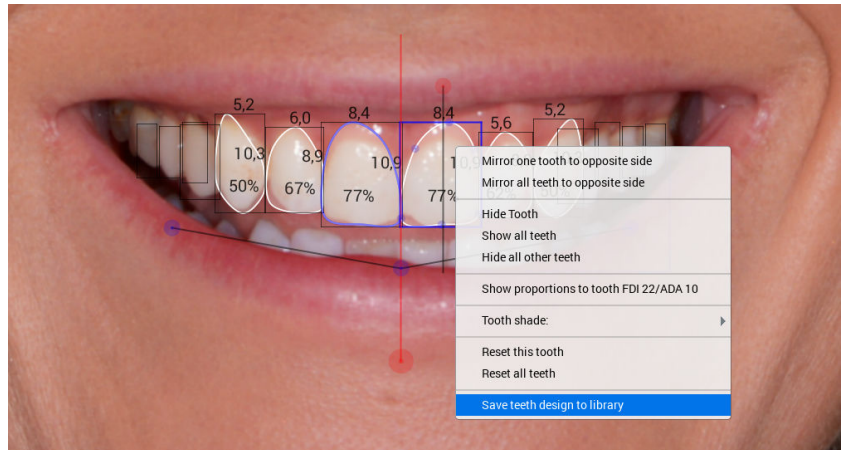 5,2
6,0
8,4
8,4
5,6
5,2
10,3
8,9
10,9
50%
67%
77%
77%
Mirror one tooth to opposite side
Mirror all teeth to opposite side
Hide Tooth
Show all teeth
Hide all other teeth
Show proportions to tooth FDI 22/ADA 10
Tooth shade:
Reset this tooth
Reset all teeth
Save teeth design to library